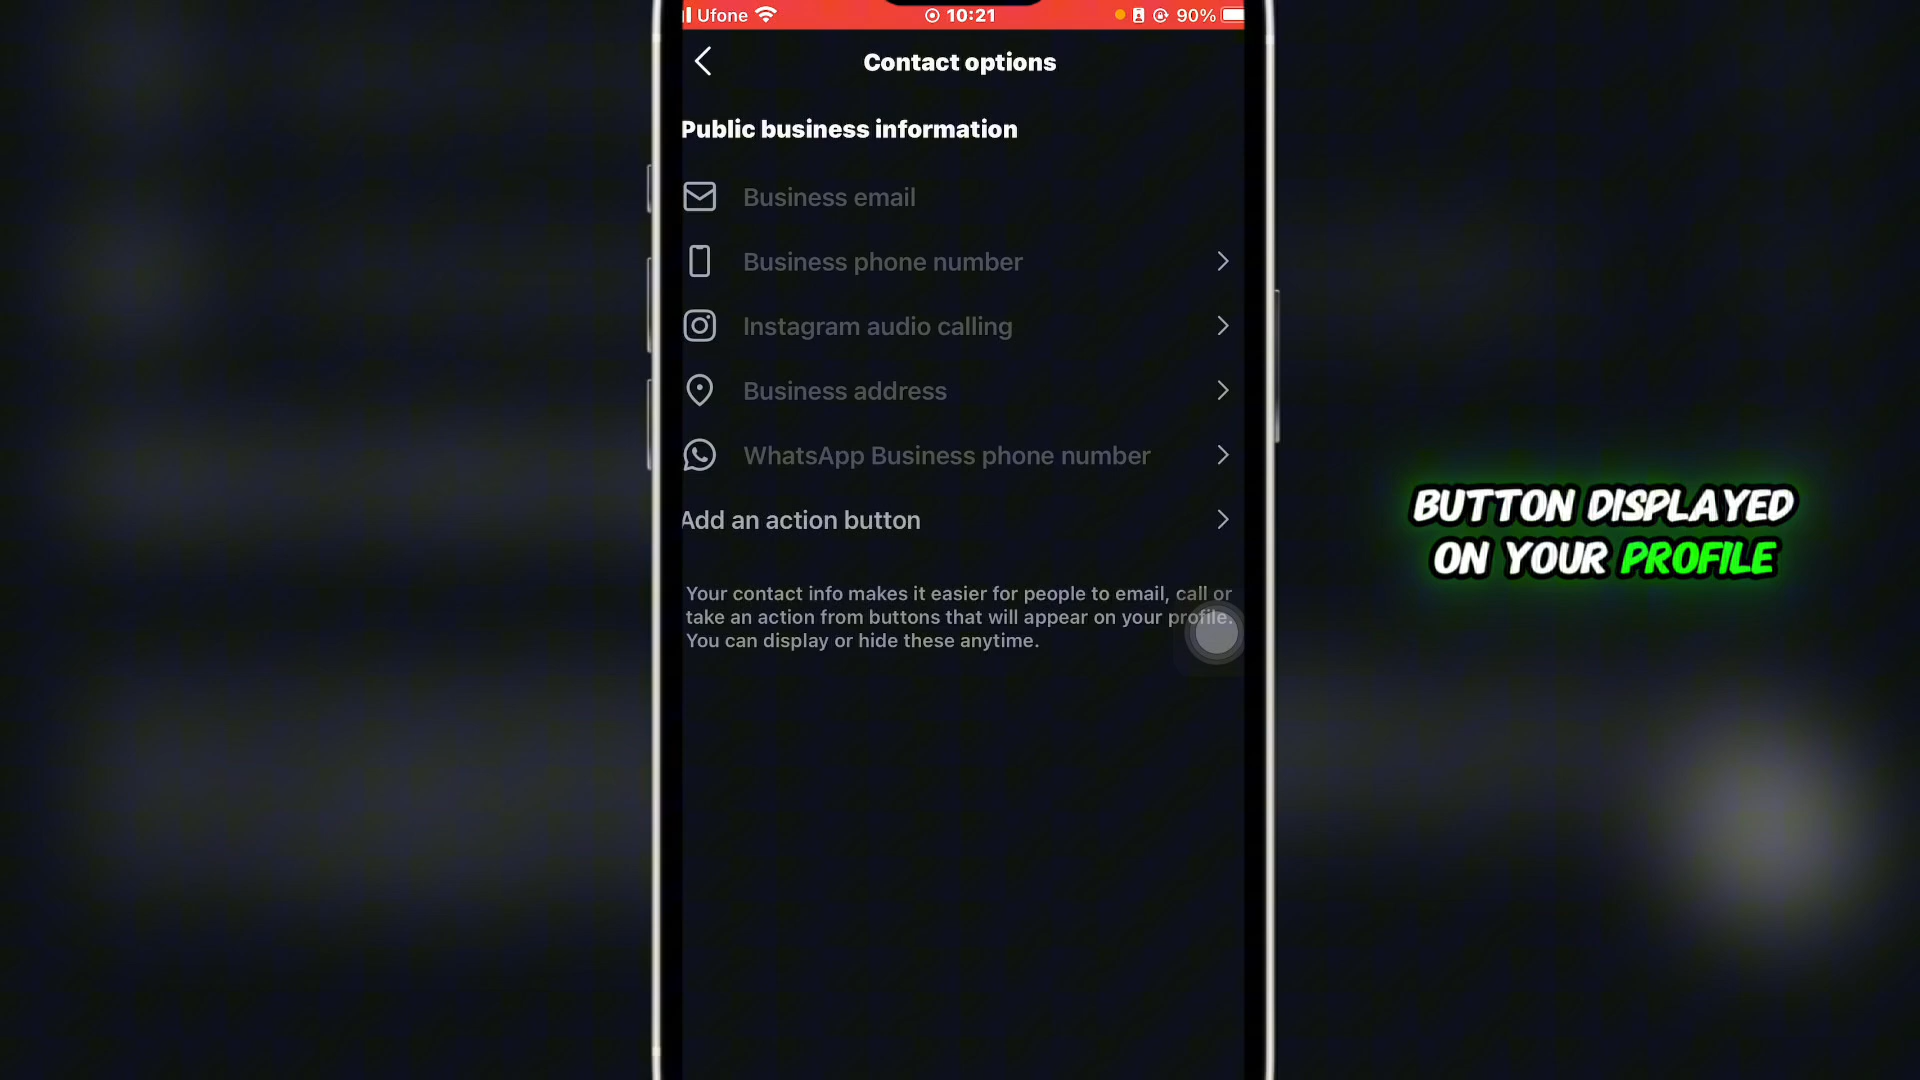 Ufone 10:21 90%
Contact options
Public business information
Business email
Business phone number
Instagram audio calling
Business address
WhatsApp Business phone number
Add an action button
Your contact info makes it easier for people to email, call or
take an action from buttons that will appear on your profile.
You can display or hide these anytime.
BUTTON DISPLAYED
ON YOUR PROFILE